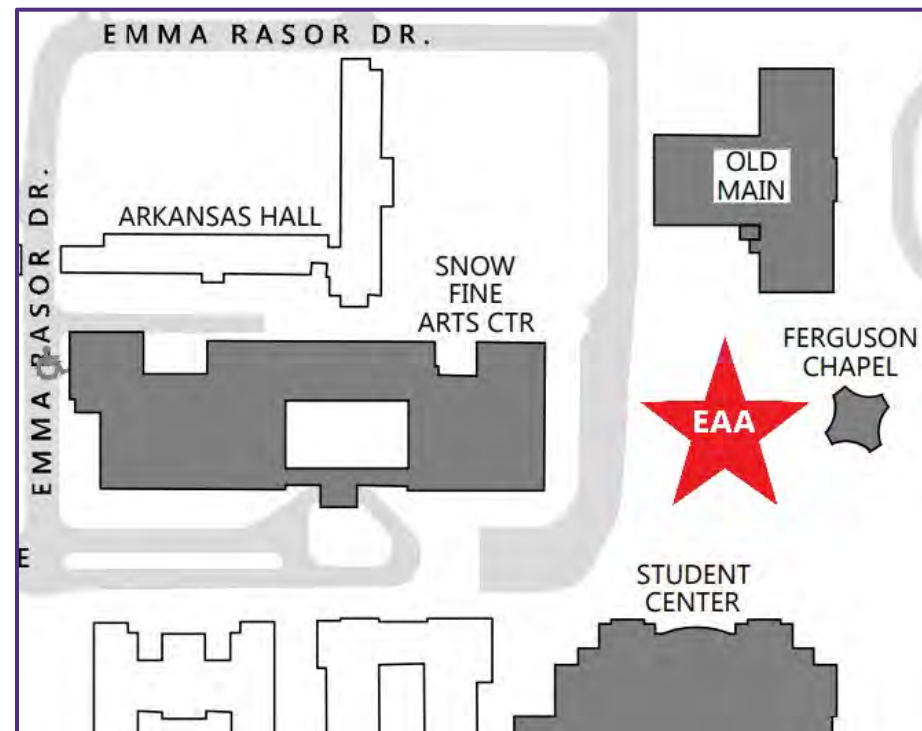 EMMA RASOR DR.
OLD
MAIN
ARKANSAS HALL
EMMA RASOR DR.
SNOW
FINE
ARTS CTR
FERGUSON
CHAPEL
EAA
E
STUDENT
CENTER